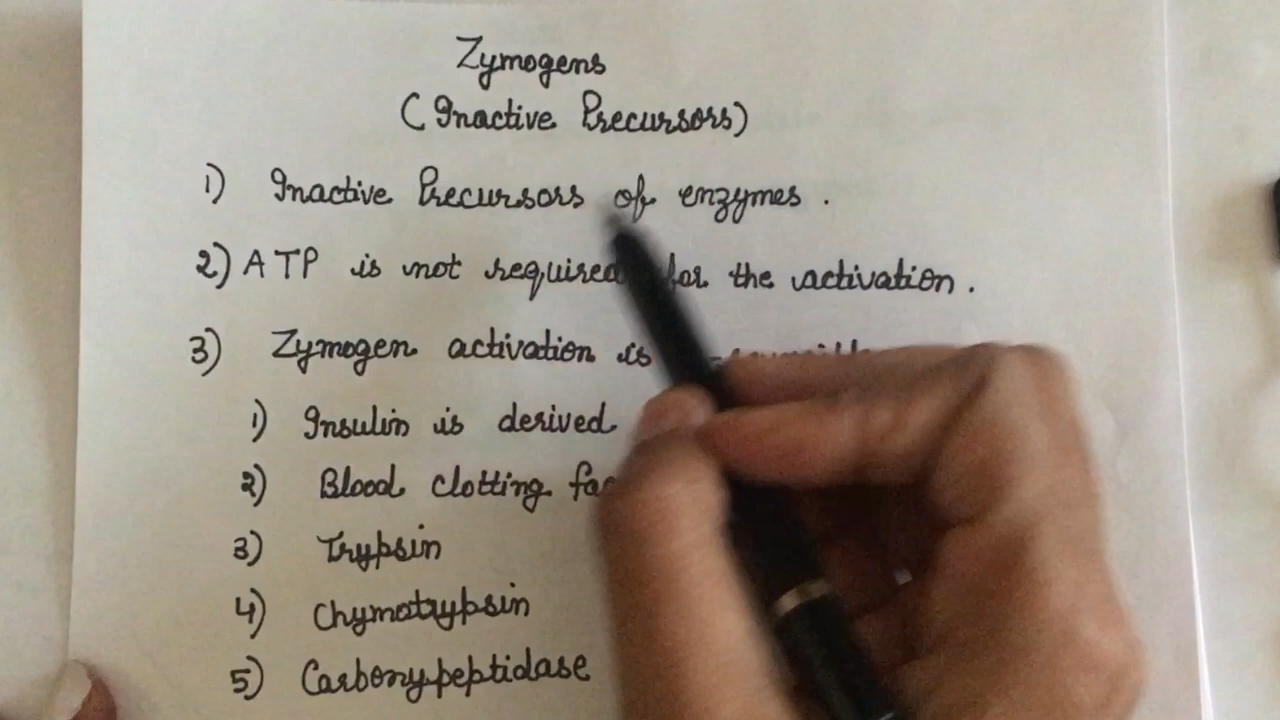 Zymogens
(Inactive Precursors)
1) Inactive Precursors of enzymes.
2) ATP is not required for the activation.
3) Zymogen activation is
1) Insulin is derived
2) Blood clotting
3) Trypsin
4) Chymotrypsin
5) Carbonypeptidase